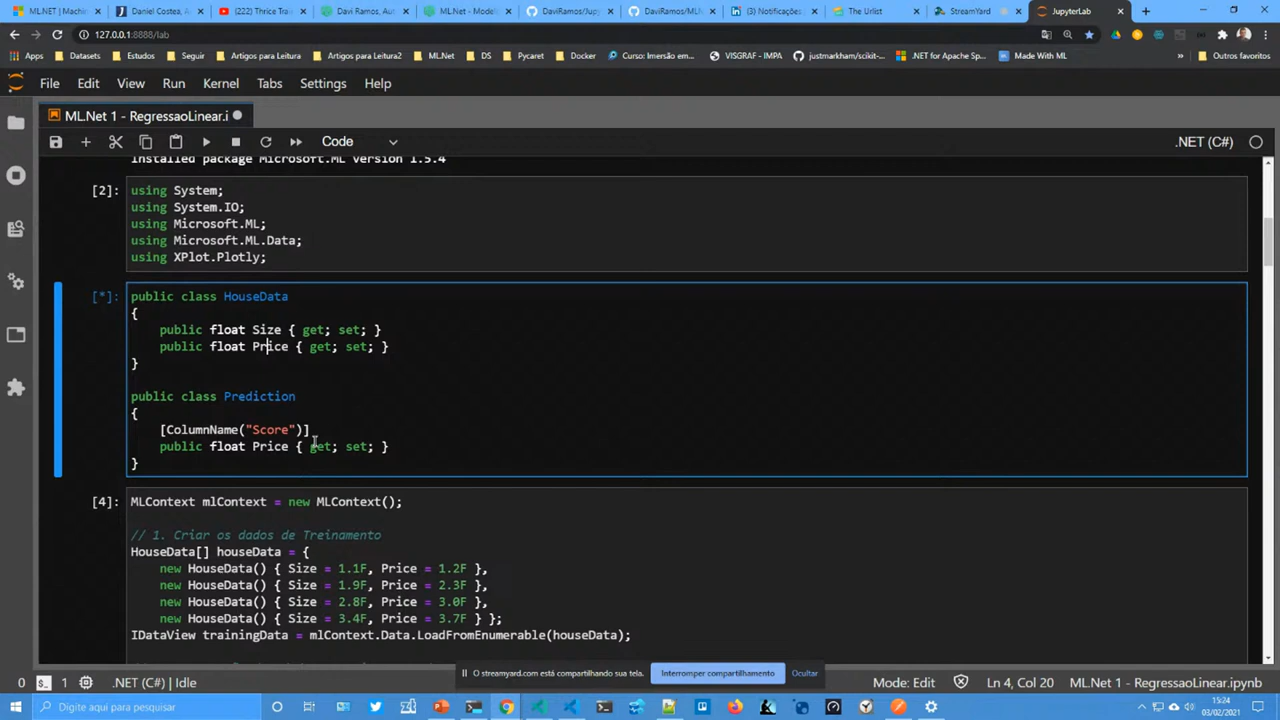 ML.NET | Machin
Daniel Costea, A
(222) Thrice Trai
Davi Ramos, Aut
ML.Net - Model
DaviRamos/Jup
DaviRamos/MLN
(3) Notificações
The Urlist
StreamYard
JupyterLab
127.0.0.1:8888/lab
Apps
Datasets
Estudos
Seguir
Artigos para Leitura
Artigos para Leitura2
MLNet
DS
Pycaret
Docker
Curso: Imersão de...
VISGRAF - IMPA
justmarkham/scikit-...
.NET for Apache Sp...
Made With ML
Outros favoritos
File Edit View Run Kernel Tabs Settings Help
ML.Net 1 - RegressaoLinear.i
Code
.NET (C#)
Installed package Microsoft.ML version 1.5.4
[2]: using System;
using System.IO;
using Microsoft.ML;
using Microsoft.ML.Data;
using XPlot.Plotly;
[*]: public class HouseData
{
public float Size { get; set; }
public float Price { get; set; }
}
public class Prediction
{
[ColumnName("Score")]
public float Price { get; set; }
}
[4]: MLContext mlContext = new MLContext();
// 1. Criar os dados de Treinamento
HouseData[] houseData = {
new HouseData() { Size = 1.1F, Price = 1.2F },
new HouseData() { Size = 1.9F, Price = 2.3F },
new HouseData() { Size = 2.8F, Price = 3.0F },
new HouseData() { Size = 3.4F, Price = 3.7F } };
IDataView trainingData = mlContext.Data.LoadFromEnumerable(houseData);
O streamyard.com está compartilhando sua tela.
Interromper compartilhamento
Ocultar
0
1
.NET (C#) | Idle
Mode: Edit
Ln 4, Col 20
ML.Net 1 - RegressaoLinear.ipynb
Digite aqui para pesquisar
15:24
03/02/2021